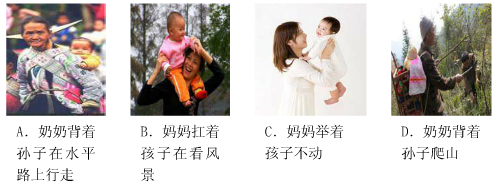 A. 奶奶背着
孙子在水平
路上行走
B. 妈妈扛着
孩子在看风
景
C. 妈妈举着
孩子不动
D. 奶奶背着
孙子爬山